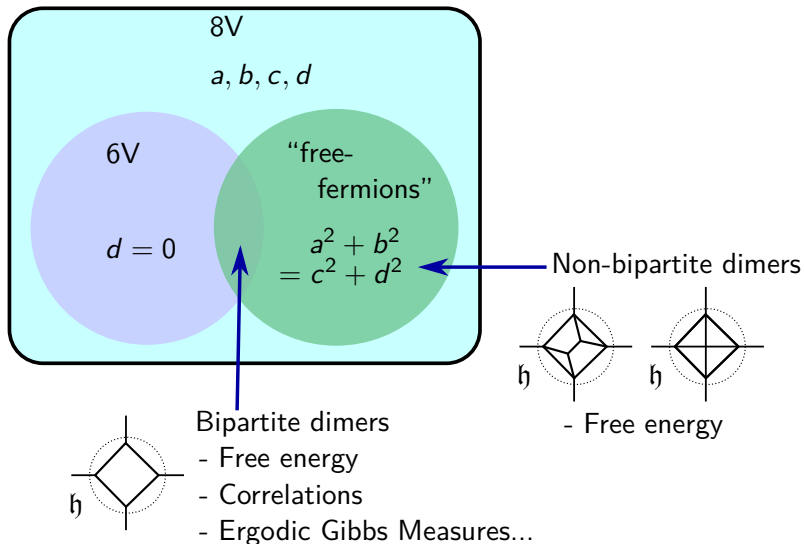 8V
a, b, c, d
6V
d = 0
“free-
fermions”
a² + b²
= c² + d²
Non-bipartite dimers
𝔥
𝔥
- Free energy
Bipartite dimers
- Free energy
- Correlations
- Ergodic Gibbs Measures...
𝔥